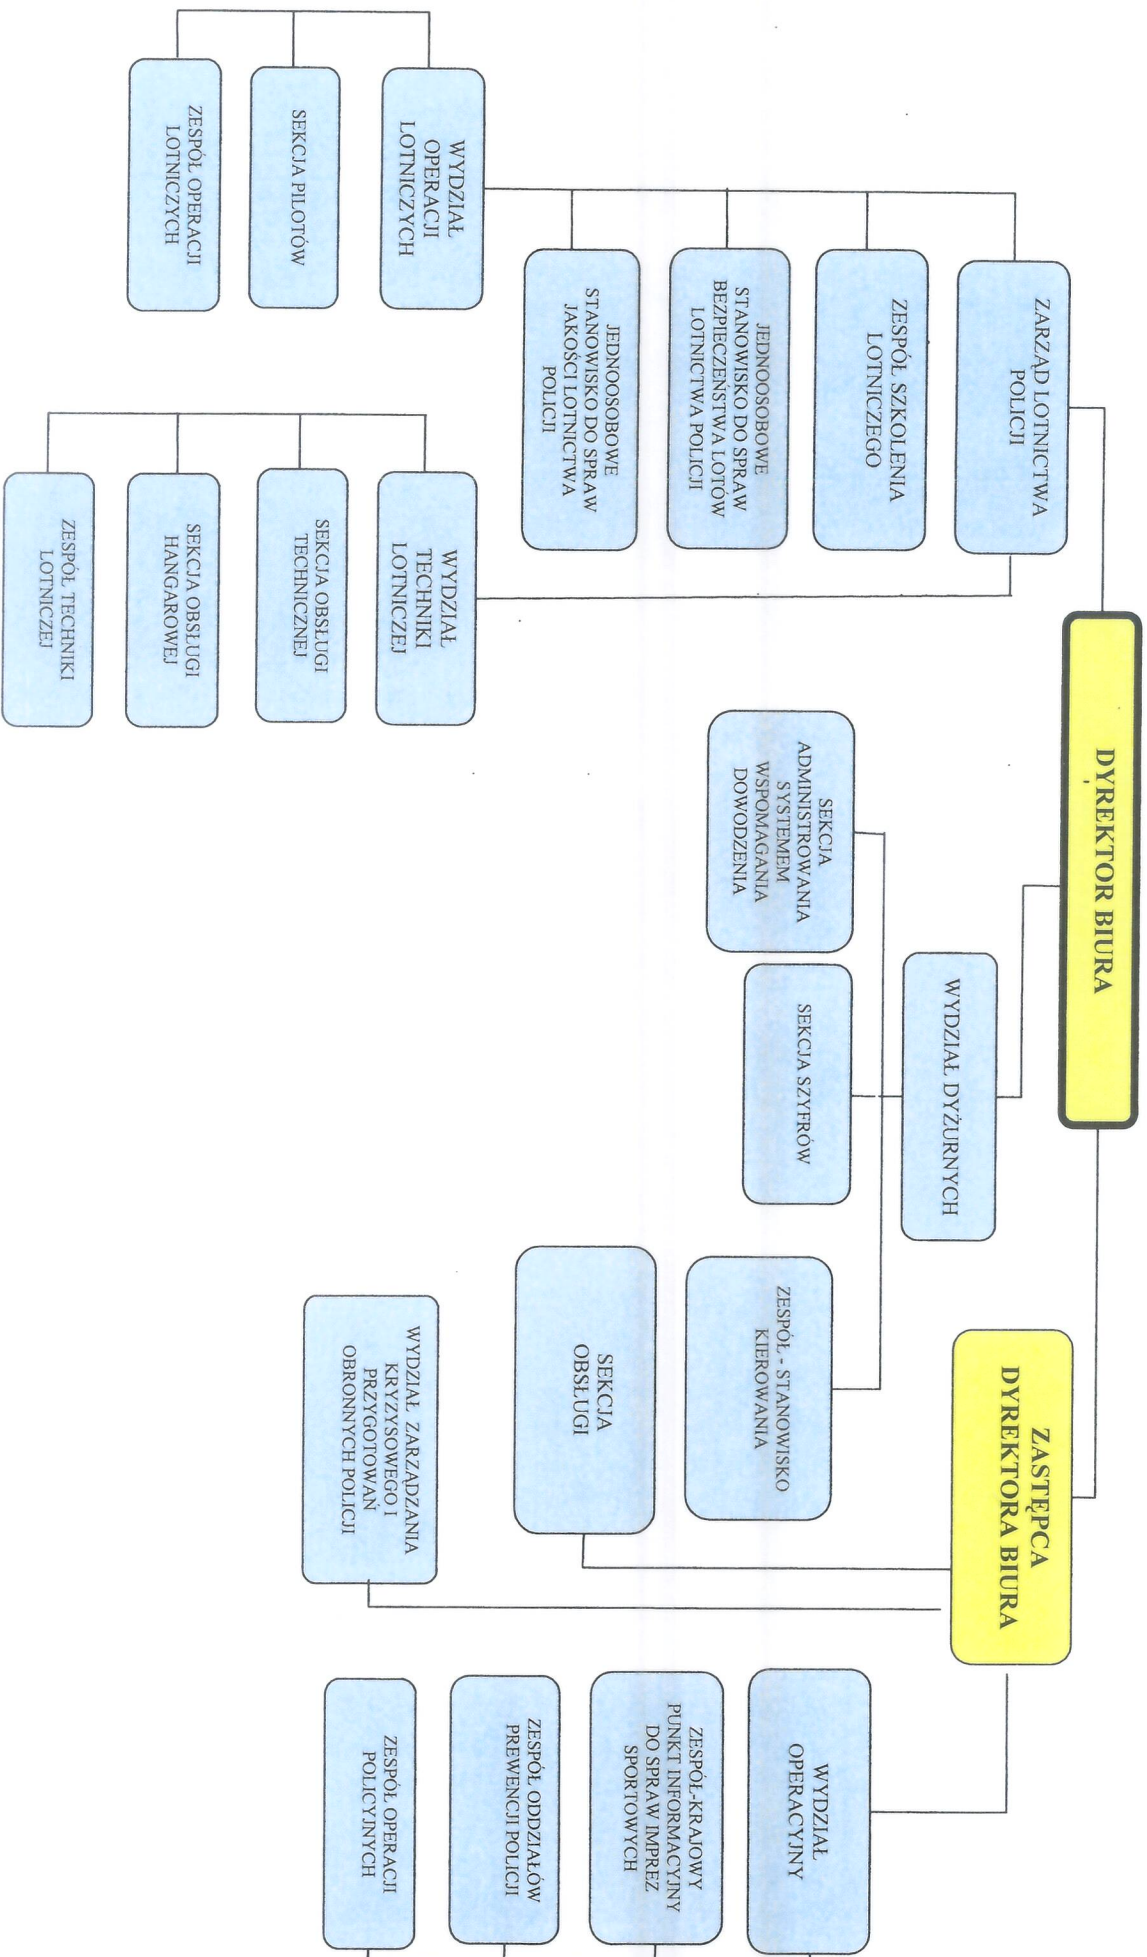 DYREKTOR BIURA
ZASTĘPCA
DYREKTORA BIURA
ZARZĄD LOTNICTWA
POLICJI
ZESPÓŁ SZKOLENIA
LOTNICZEGO
JEDNOOSOBOWE
STANOWISKO DO SPRAW
BEZPIECZEŃSTWA LOTÓW
LOTNICTWA POLICJI
JEDNOOSOBOWE
STANOWISKO DO SPRAW
JAKOŚCI LOTNICTWA
POLICJI
WYDZIAŁ
OPERACJI
LOTNICZYCH
SEKCJA PILOTÓW
ZESPÓŁ OPERACJI
LOTNICZYCH
WYDZIAŁ
TECHNIKI
LOTNICZEJ
SEKCJA OBSŁUGI
TECHNICZNEJ
SEKCJA OBSŁUGI
HANGAROWEJ
ZESPÓŁ TECHNIKI
LOTNICZEJ
WYDZIAŁ DYŻURNYCH
SEKCJA
ADMINISTROWANIA
SYSTEMEM
WSPOMAGANIA
DOWODZENIA
SEKCJA SZYFRÓW
ZESPÓŁ - STANOWISKO
KIEROWANIA
SEKCJA
OBSŁUGI
WYDZIAŁ ZARZĄDZANIA
KRYZYSOWEGO I
PRZYGOTOWAŃ
OBRONNYCH POLICJI
WYDZIAŁ
OPERACYJNY
ZESPÓŁ-KRAJOWY
PUNKT INFORMACYJNY
DO SPRAW IMPREZ
SPORTOWYCH
ZESPÓŁ ODDZIAŁÓW
PREWENCJI POLICJI
ZESPÓŁ OPERACJI
POLICYJNYCH